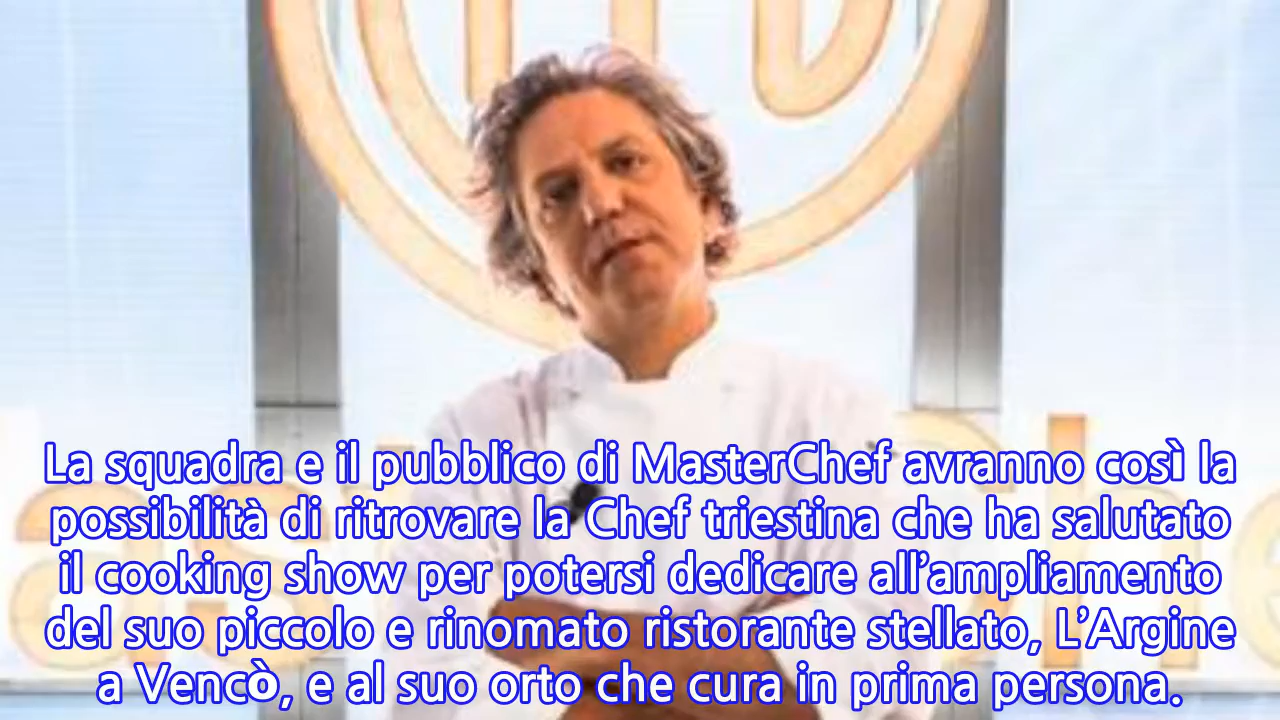 La squadra e il pubblico di MasterChef avranno così la
possibilità di ritrovare la Chef triestina che ha salutato
il cooking show per potersi dedicare all’ampliamento
del suo piccolo e rinomato ristorante stellato, L’Argine
a Vencò, e al suo orto che cura in prima persona.